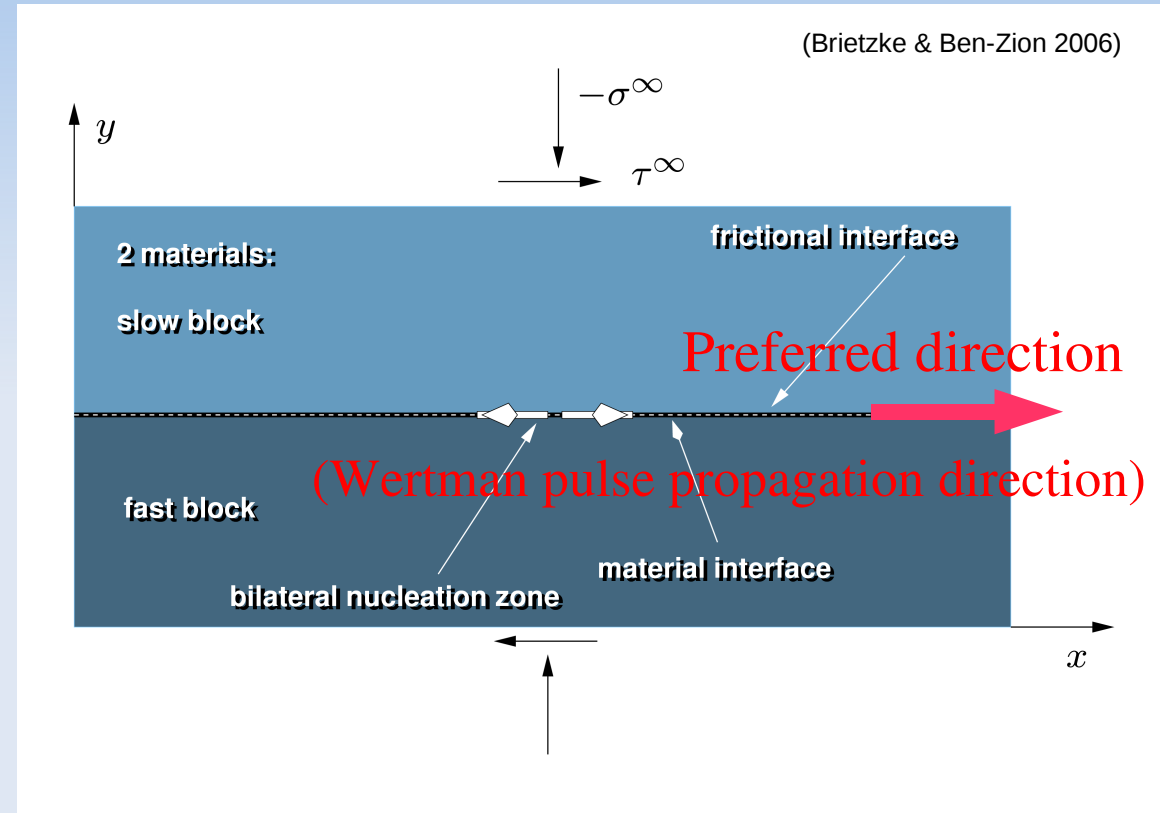 (Brietzke & Ben-Zion 2006)
−σ^∞
y
τ^∞
frictional interface
2 materials:
slow block
Preferred direction
(Wertman pulse propagation direction)
fast block
material interface
bilateral nucleation zone
x